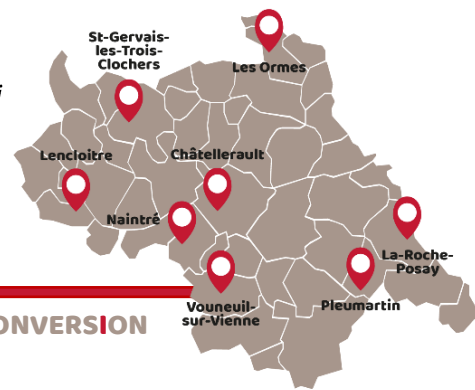 St-Gervais-
les-Trois-
Clochers
Les Ormes
Lencloitre
Châtellerault
Naintré
La-Roche-
Posay
Vouneuil-
sur-Vienne
Pleumartin
ONVERSION